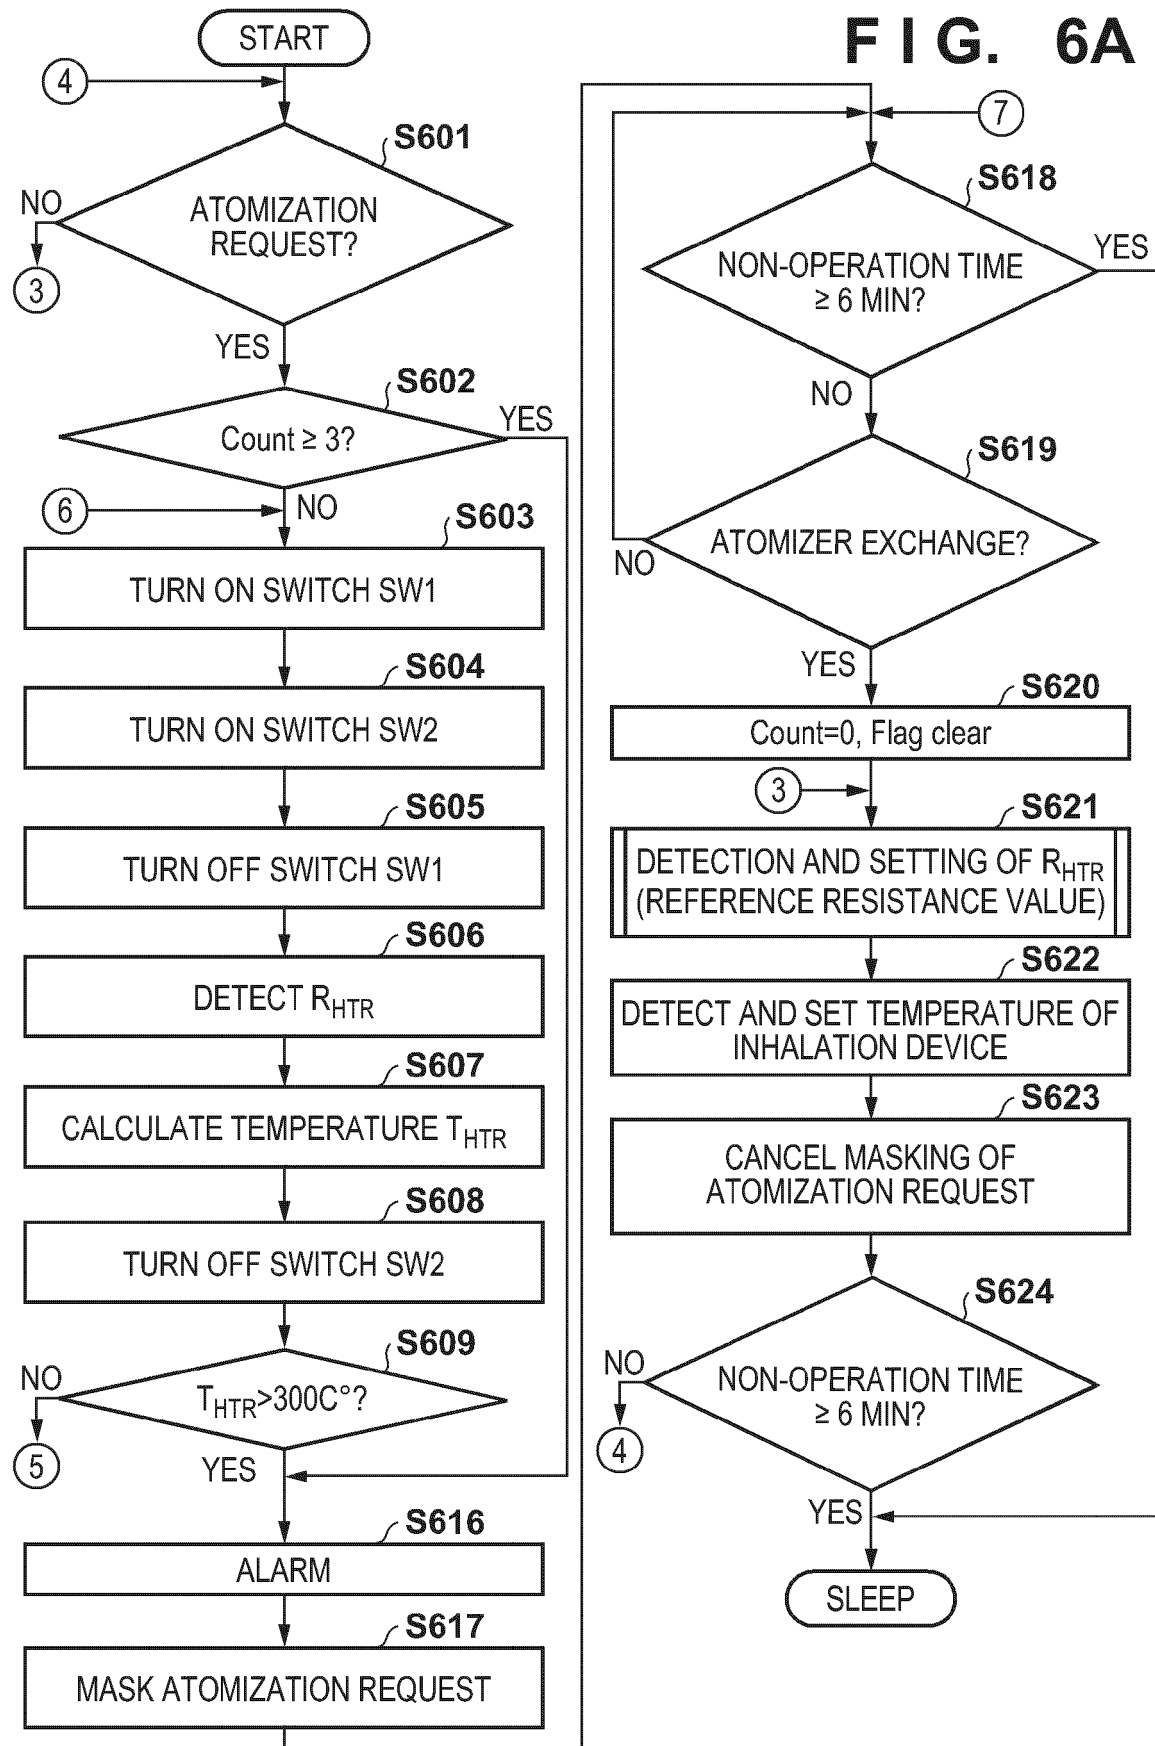 FIG. 6A
START
4
S601
ATOMIZATION
REQUEST?
NO
3
YES
S602
Count ≥ 3?
YES
6
NO
S603
TURN ON SWITCH SW1
S604
TURN ON SWITCH SW2
S605
TURN OFF SWITCH SW1
S606
DETECT RHTR
S607
CALCULATE TEMPERATURE THTR
S608
TURN OFF SWITCH SW2
S609
NO
THTR>300C°?
5
YES
S616
ALARM
S617
MASK ATOMIZATION REQUEST
7
S618
YES
NON-OPERATION TIME
≥ 6 MIN?
NO
S619
ATOMIZER EXCHANGE?
NO
YES
S620
Count=0, Flag clear
3
S621
DETECTION AND SETTING OF RHTR
(REFERENCE RESISTANCE VALUE)
S622
DETECT AND SET TEMPERATURE OF
INHALATION DEVICE
S623
CANCEL MASKING OF
ATOMIZATION REQUEST
S624
NO
NON-OPERATION TIME
≥ 6 MIN?
4
YES
SLEEP